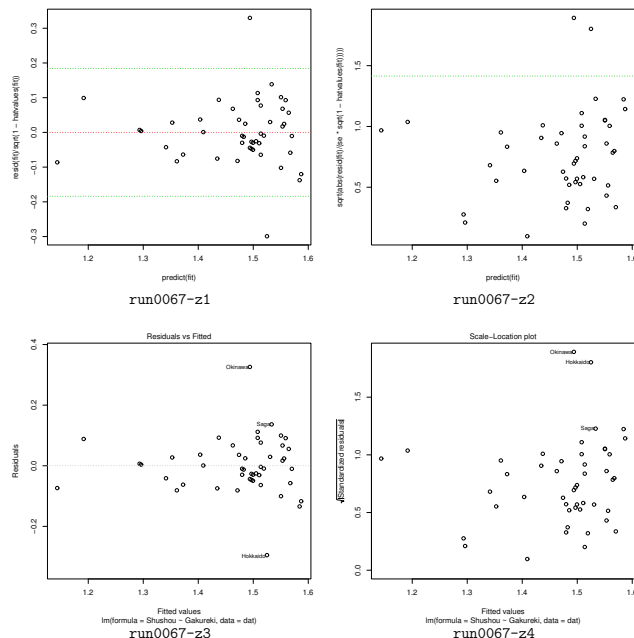 resid(fit)/sqrt(1 − hatvalues(fit))
0.3
0.2
0.1
0.0
−0.1
−0.2
−0.3
1.2 1.3 1.4 1.5 1.6
predict(fit)
run0067-z1
sqrt(abs(resid(fit)/(se * sqrt(1 − hatvalues(fit)))))
1.5
1.0
0.5
1.2 1.3 1.4 1.5 1.6
predict(fit)
run0067-z2
Residuals vs Fitted
Residuals
0.4
0.2
0.0
−0.2
Okinawa
Saga
Hokkaido
1.2 1.3 1.4 1.5 1.6
Fitted values
lm(formula = Shushou ~ Gakureki, data = dat)
run0067-z3
Scale−Location plot
√|Standardized residuals|
1.5
1.0
0.5
0.0
Okinawa
Hokkaido
Saga
1.2 1.3 1.4 1.5 1.6
Fitted values
lm(formula = Shushou ~ Gakureki, data = dat)
run0067-z4